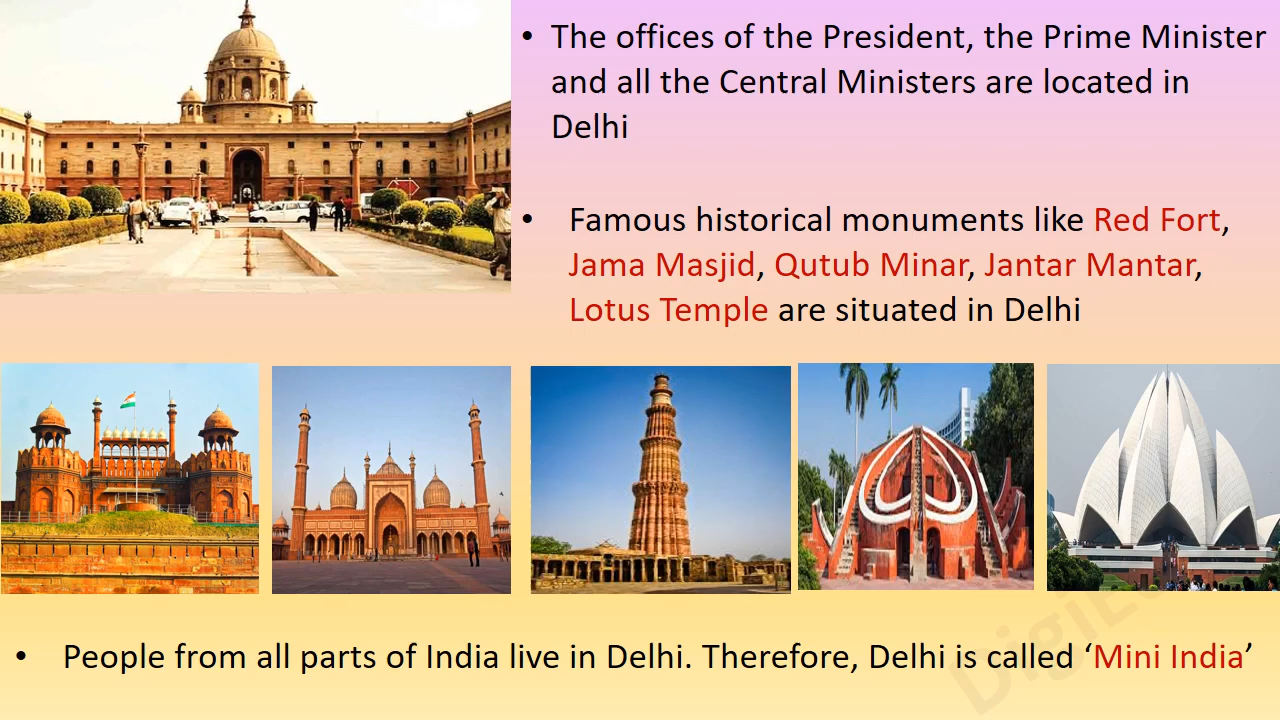 • The offices of the President, the Prime Minister
and all the Central Ministers are located in
Delhi
• Famous historical monuments like Red Fort,
Jama Masjid, Qutub Minar, Jantar Mantar,
Lotus Temple are situated in Delhi
• People from all parts of India live in Delhi. Therefore, Delhi is called ‘Mini India’